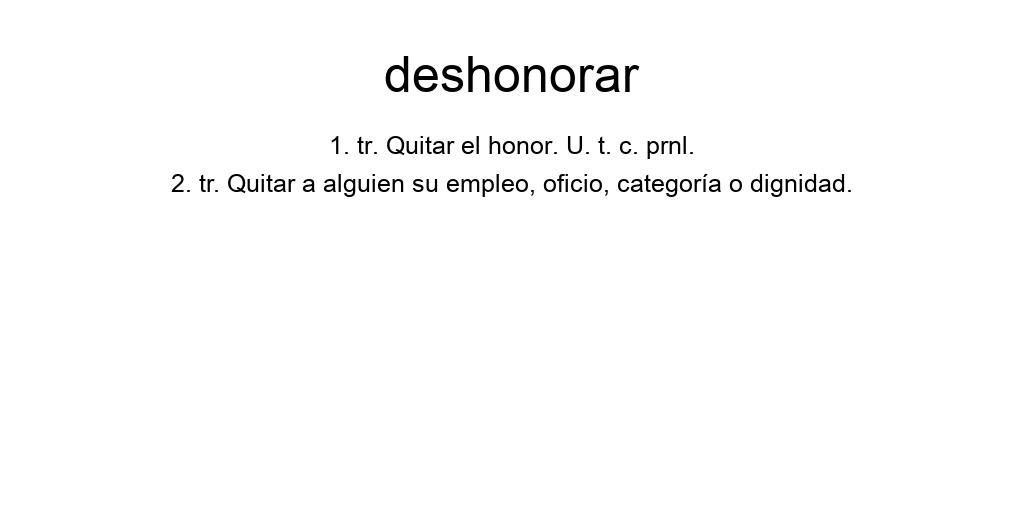 deshonorar
1. tr. Quitar el honor. U. t. c. prnl.
2. tr. Quitar a alguien su empleo, oficio, categoría o dignidad.